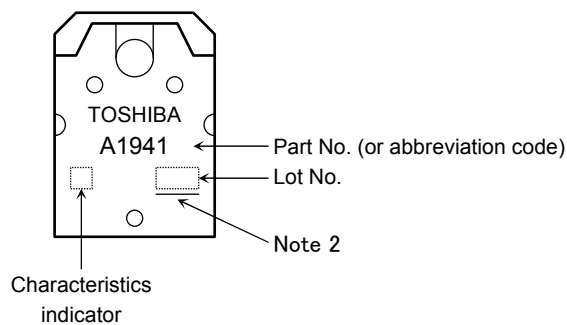 TOSHIBA
A1941
Part No. (or abbreviation code)
Lot No.
Note 2
Characteristics
indicator